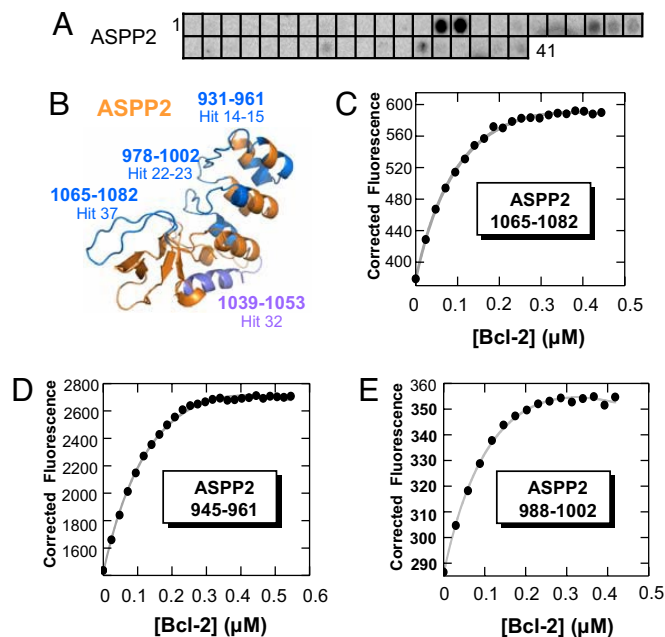 A
ASPP2
1
41
B
ASPP2
931-961
Hit 14-15
978-1002
Hit 22-23
1065-1082
Hit 37
1039-1053
Hit 32
C
Corrected Fluorescence
600
560
520
480
440
400
ASPP2
1065-1082
0
0.1
0.2
0.3
0.4
0.5
[Bcl-2] (µM)
D
Corrected Fluorescence
2800
2600
2400
2200
2000
1800
1600
1400
ASPP2
945-961
0
0.1
0.2
0.3
0.4
0.5
0.6
[Bcl-2] (µM)
E
Corrected Fluorescence
360
350
340
330
320
310
300
290
ASPP2
988-1002
0
0.1
0.2
0.3
0.4
0.5
[Bcl-2] (µM)